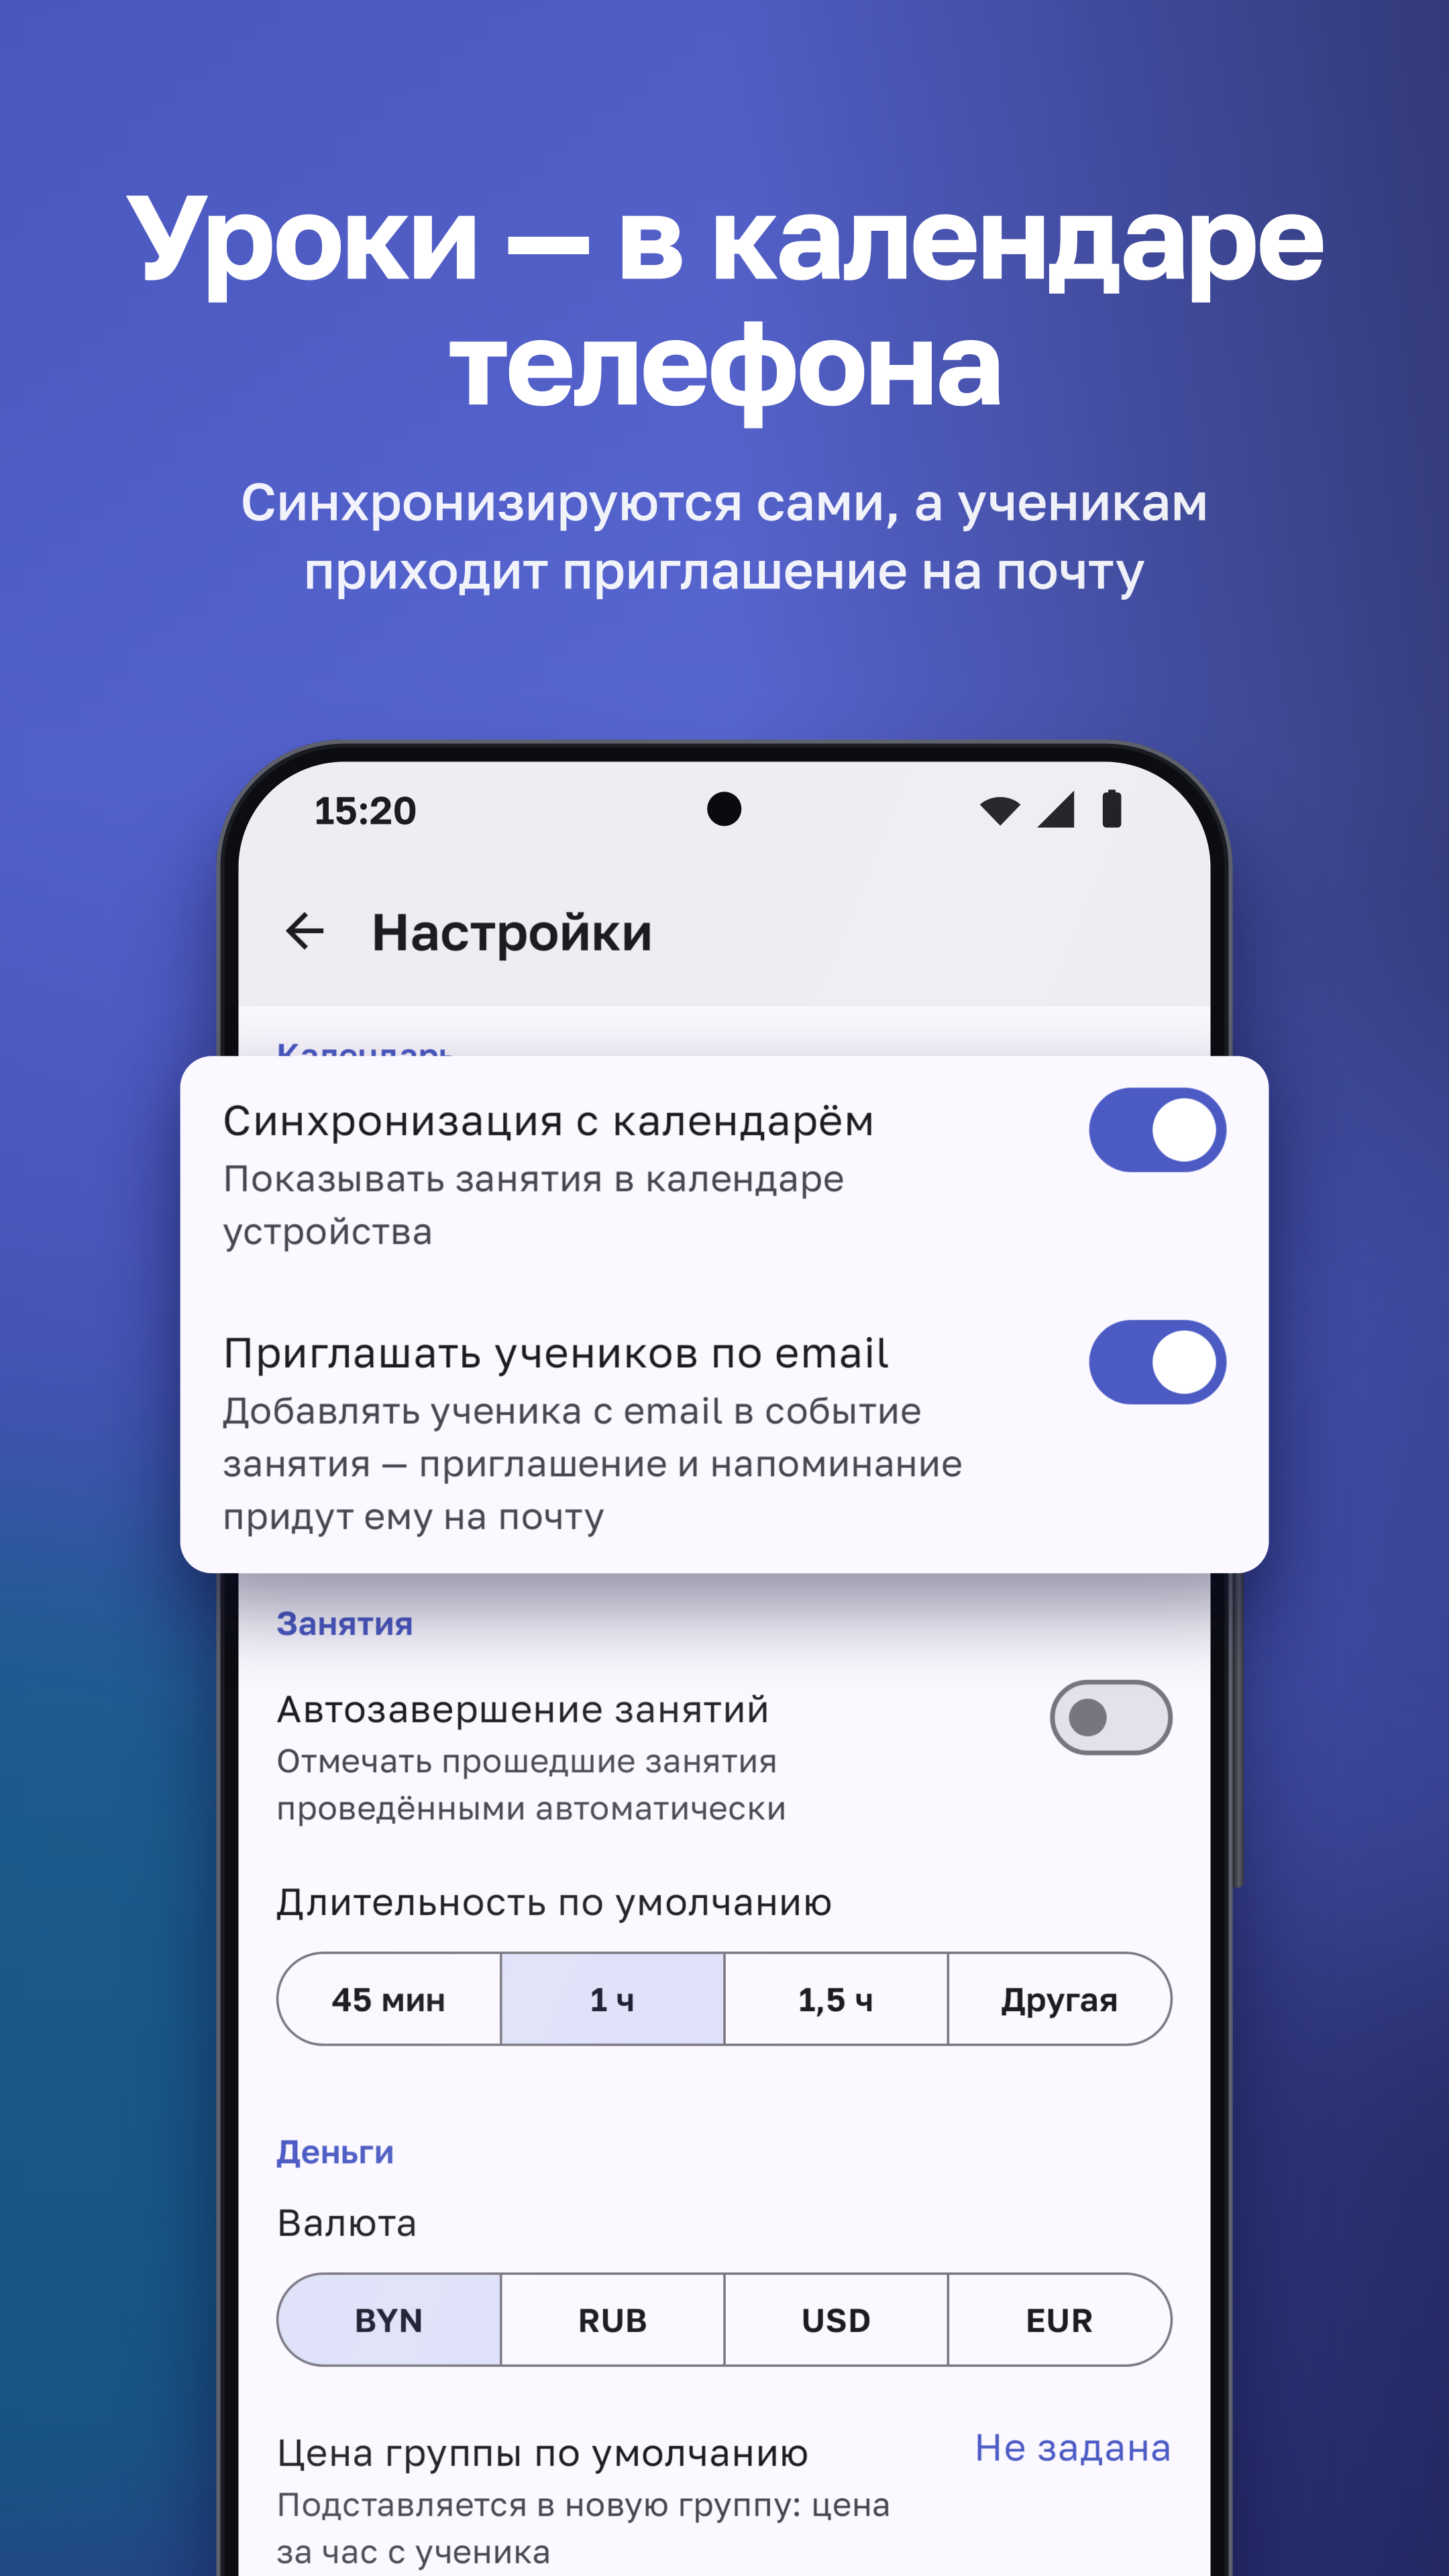 Уроки — в календаре
телефона
Синхронизируются сами, а ученикам
приходит приглашение на почту
15:20
Настройки
Календарь
Синхронизация с календарём
Показывать занятия в календаре
устройства
Приглашать учеников по email
Добавлять ученика с email в событие
занятия — приглашение и напоминание
придут ему на почту
Занятия
Автозавершение занятий
Отмечать прошедшие занятия
проведёнными автоматически
Длительность по умолчанию
45 мин 1 ч 1,5 ч Другая
Деньги
Валюта
BYN RUB USD EUR
Цена группы по умолчанию Не задана
Подставляется в новую группу: цена
за час с ученика